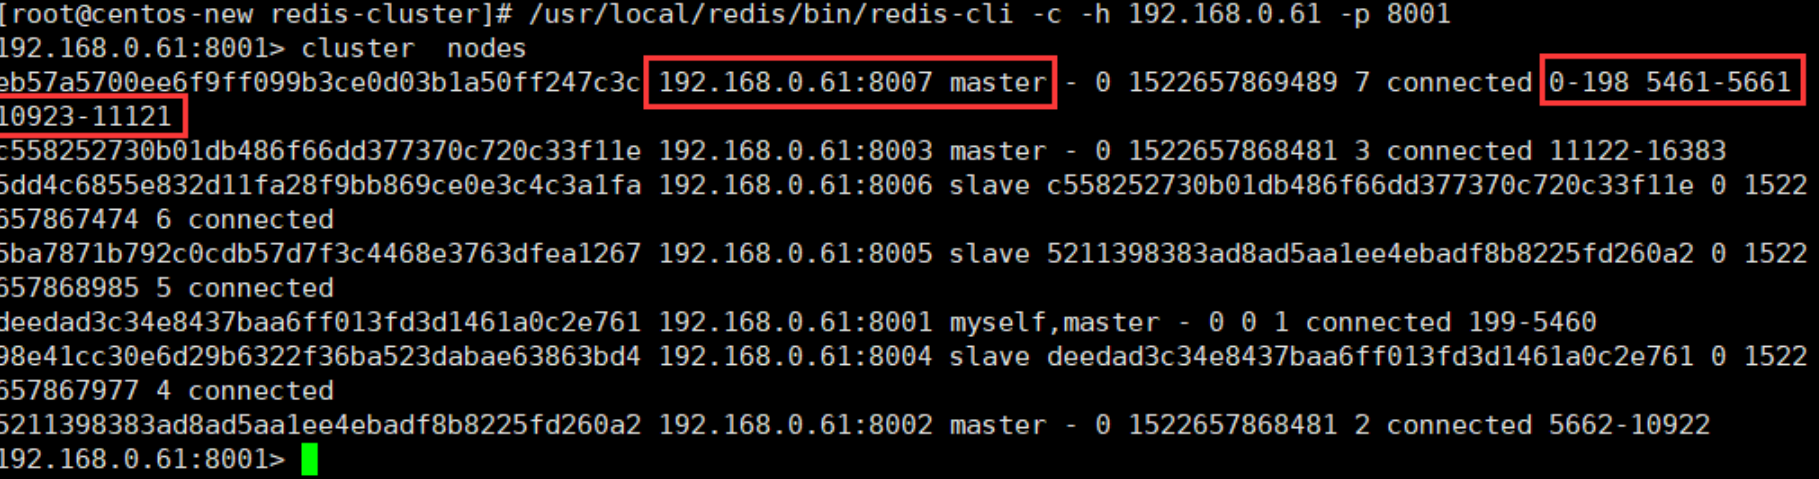 [root@centos-new redis-cluster]# /usr/local/redis/bin/redis-cli -c -h 192.168.0.61 -p 8001
192.168.0.61:8001> cluster  nodes
eb57a5700ee6f9ff099b3ce0d03b1a50ff247c3c 192.168.0.61:8007 master - 0 1522657869489 7 connected 0-198 5461-5661
10923-11121
c558252730b01db486f66dd377370c720c33f11e 192.168.0.61:8003 master - 0 1522657868481 3 connected 11122-16383
5dd4c6855e832d11fa28f9bb869ce0e3c4c3a1fa 192.168.0.61:8006 slave c558252730b01db486f66dd377370c720c33f11e 0 1522
657867474 6 connected
5ba7871b792c0cdb57d7f3c4468e3763dfea1267 192.168.0.61:8005 slave 5211398383ad8ad5aa1ee4ebadf8b8225fd260a2 0 1522
657868985 5 connected
deedad3c34e8437baa6ff013fd3d1461a0c2e761 192.168.0.61:8001 myself,master - 0 0 1 connected 199-5460
98e41cc30e6d29b6322f36ba523dabae63863bd4 192.168.0.61:8004 slave deedad3c34e8437baa6ff013fd3d1461a0c2e761 0 1522
657867977 4 connected
5211398383ad8ad5aa1ee4ebadf8b8225fd260a2 192.168.0.61:8002 master - 0 1522657868481 2 connected 5662-10922
192.168.0.61:8001>